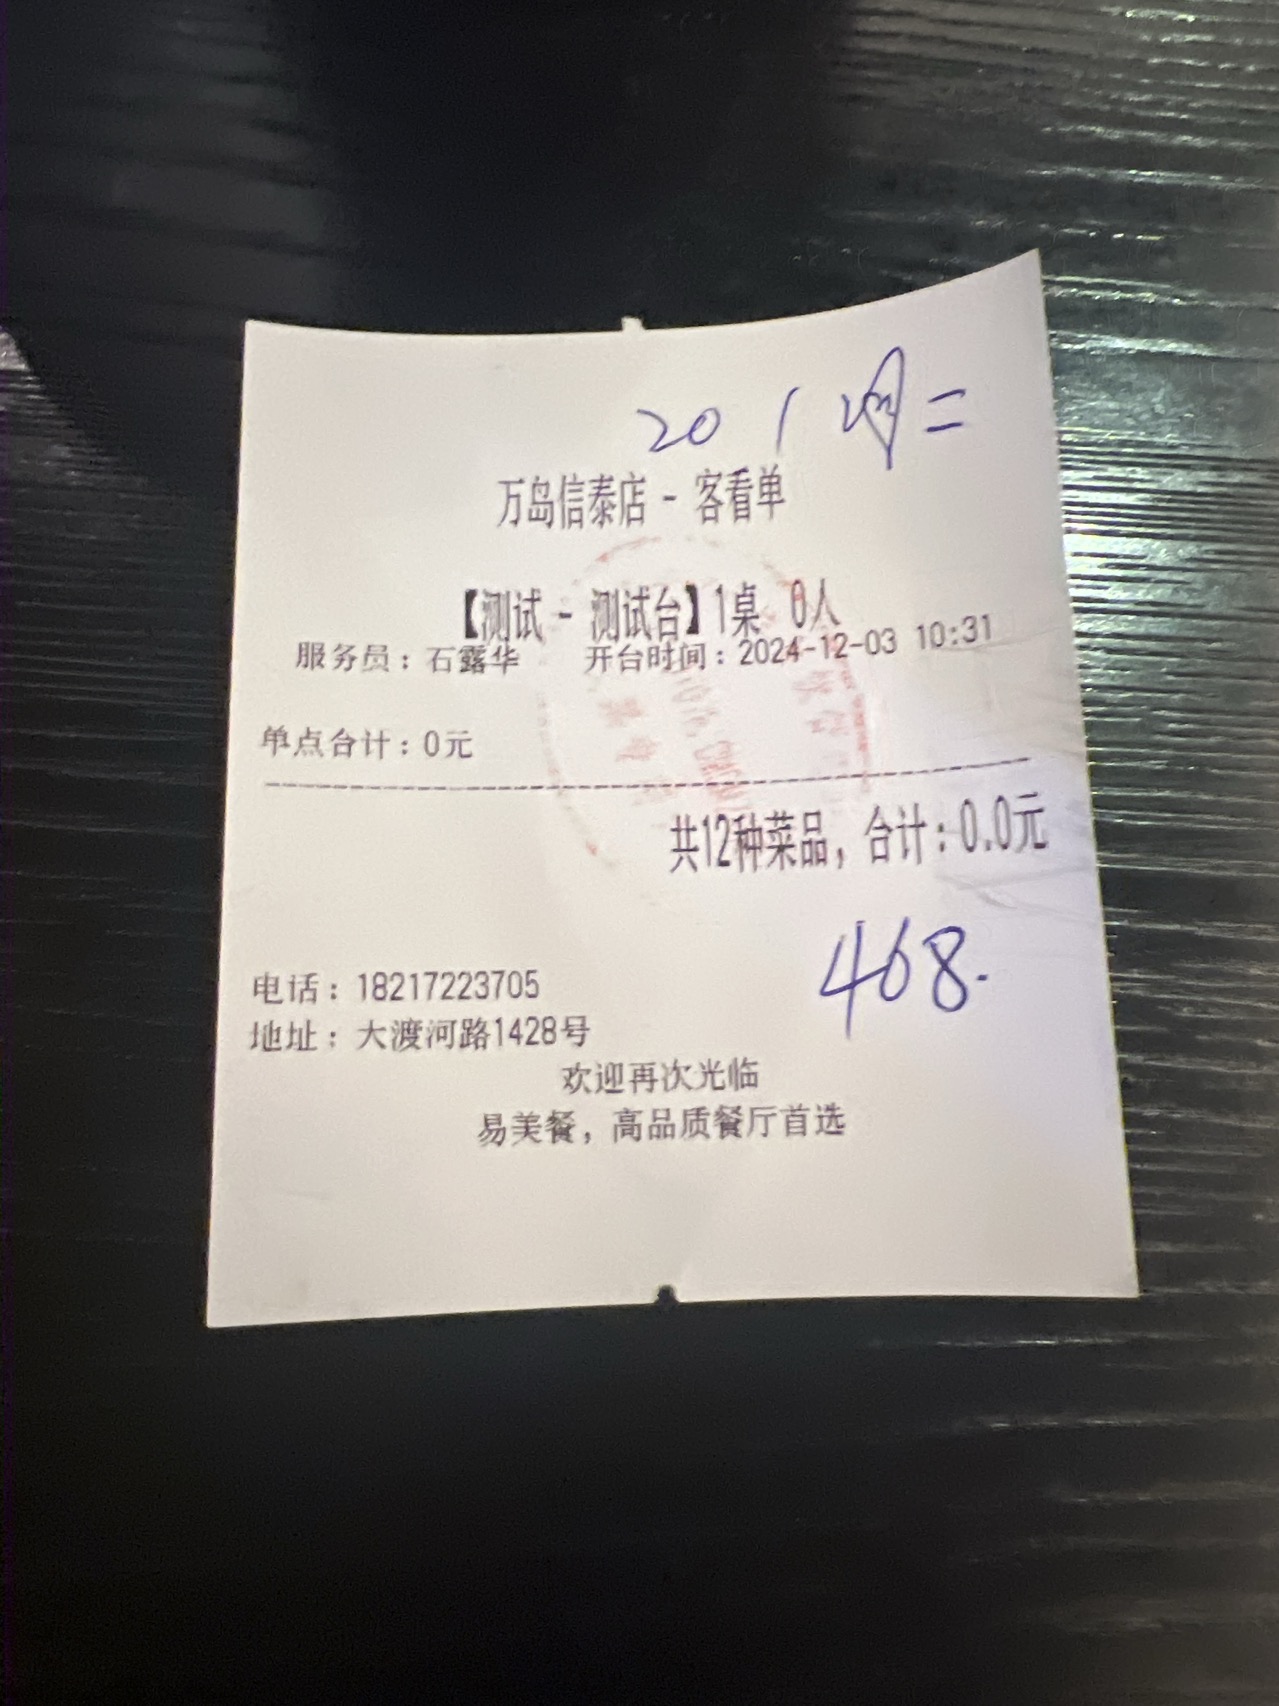 20 1 周二
万岛信泰店 - 客看单
【测试 - 测试台】1桌 0人
服务员：石露华 开台时间：2024-12-03 10:31
单点合计：0元
共12种菜品，合计：0.0元
468.
电话：18217223705
地址：大渡河路1428号
欢迎再次光临
易美餐，高品质餐厅首选